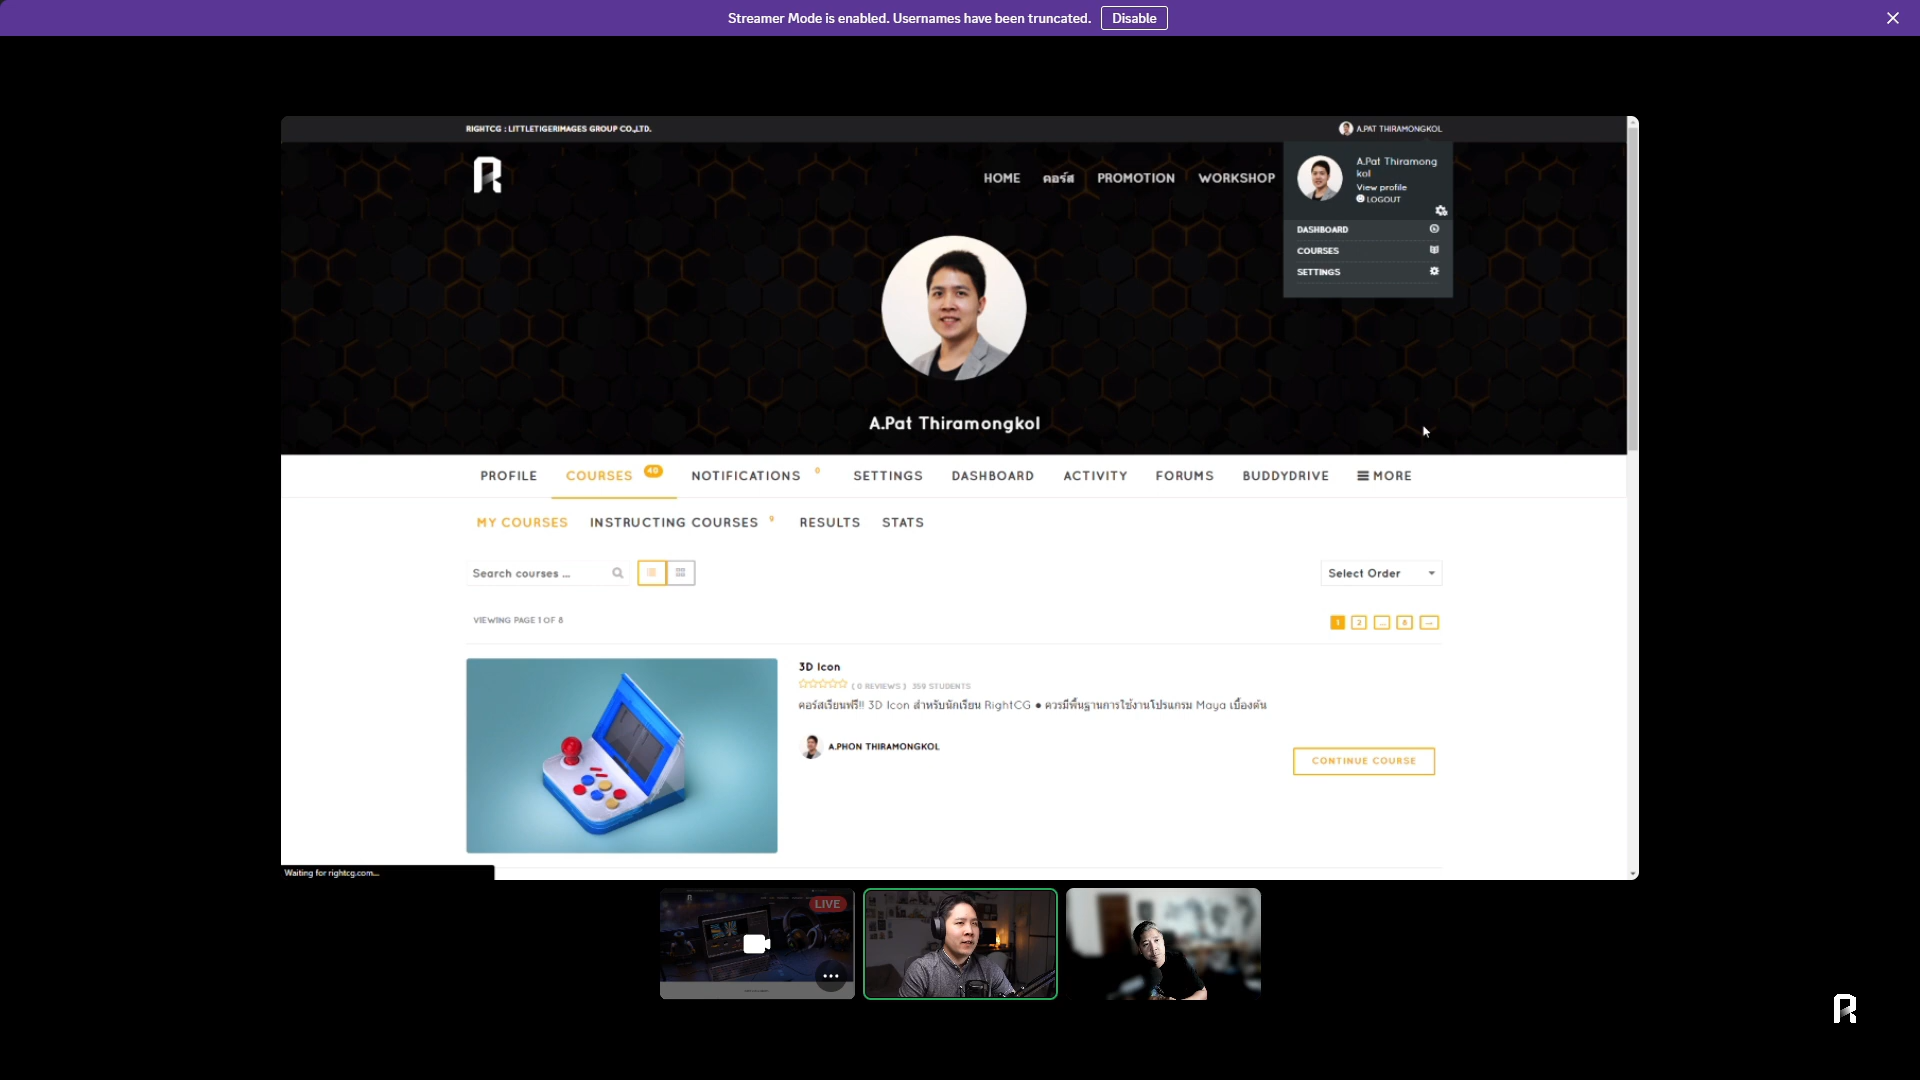 Streamer Mode is enabled. Usernames have been truncated. Disable
RIGHTCG : LITTLETIGERIMAGES GROUP CO.,LTD.
A.PAT THIRAMONGKOL
HOME คอร์ส PROMOTION WORKSHOP
A.Pat Thiramong
kol
View profile
LOGOUT
DASHBOARD
COURSES
SETTINGS
A.Pat Thiramongkol
PROFILE COURSES 40 NOTIFICATIONS 0 SETTINGS DASHBOARD ACTIVITY FORUMS BUDDYDRIVE MORE
MY COURSES INSTRUCTING COURSES 9 RESULTS STATS
Search courses ...
Select Order
VIEWING PAGE 1 OF 8
1 2 ... 8 →
3D Icon
( 0 REVIEWS ) 359 STUDENTS
คอร์สเรียนฟรี!! 3D Icon สำหรับนักเรียน RightCG ● ควรมีพื้นฐานการใช้งานโปรแกรม Maya เบื้องต้น
A.PHON THIRAMONGKOL
CONTINUE COURSE
Waiting for rightcg.com...
LIVE